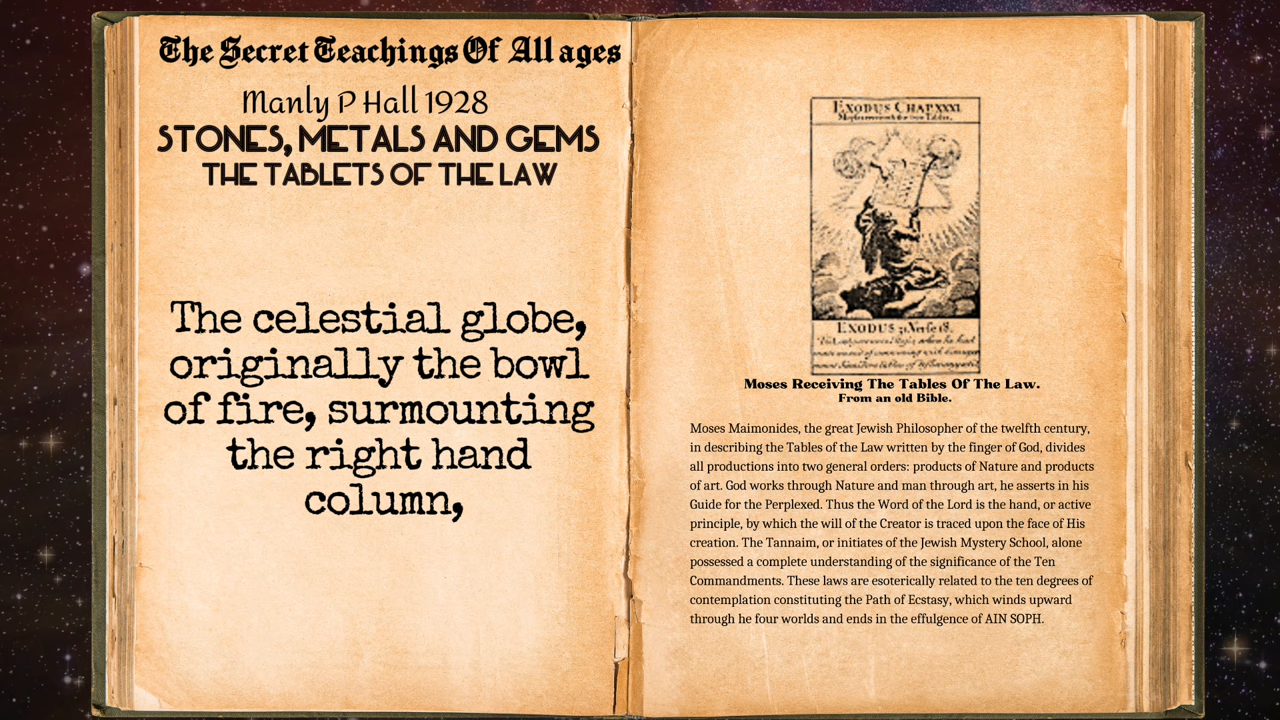 The Secret Teachings Of All ages
Manly P Hall 1928
STONES, METALS AND GEMS
THE TABLETS OF THE LAW
The celestial globe,
originally the bowl
of fire, surmounting
the right hand
column,
EXODUS CHAP.XXXI.
EXODUS 31 Verse 18.
Moses Receiving The Tables Of The Law.
From an old Bible.
Moses Maimonides, the great Jewish Philosopher of the twelfth century,
in describing the Tables of the Law written by the finger of God, divides
all productions into two general orders: products of Nature and products
of art. God works through Nature and man through art, he asserts in his
Guide for the Perplexed. Thus the Word of the Lord is the hand, or active
principle, by which the will of the Creator is traced upon the face of His
creation. The Tannaim, or initiates of the Jewish Mystery School, alone
possessed a complete understanding of the significance of the Ten
Commandments. These laws are esoterically related to the ten degrees of
contemplation constituting the Path of Ecstasy, which winds upward
through he four worlds and ends in the effulgence of AIN SOPH.